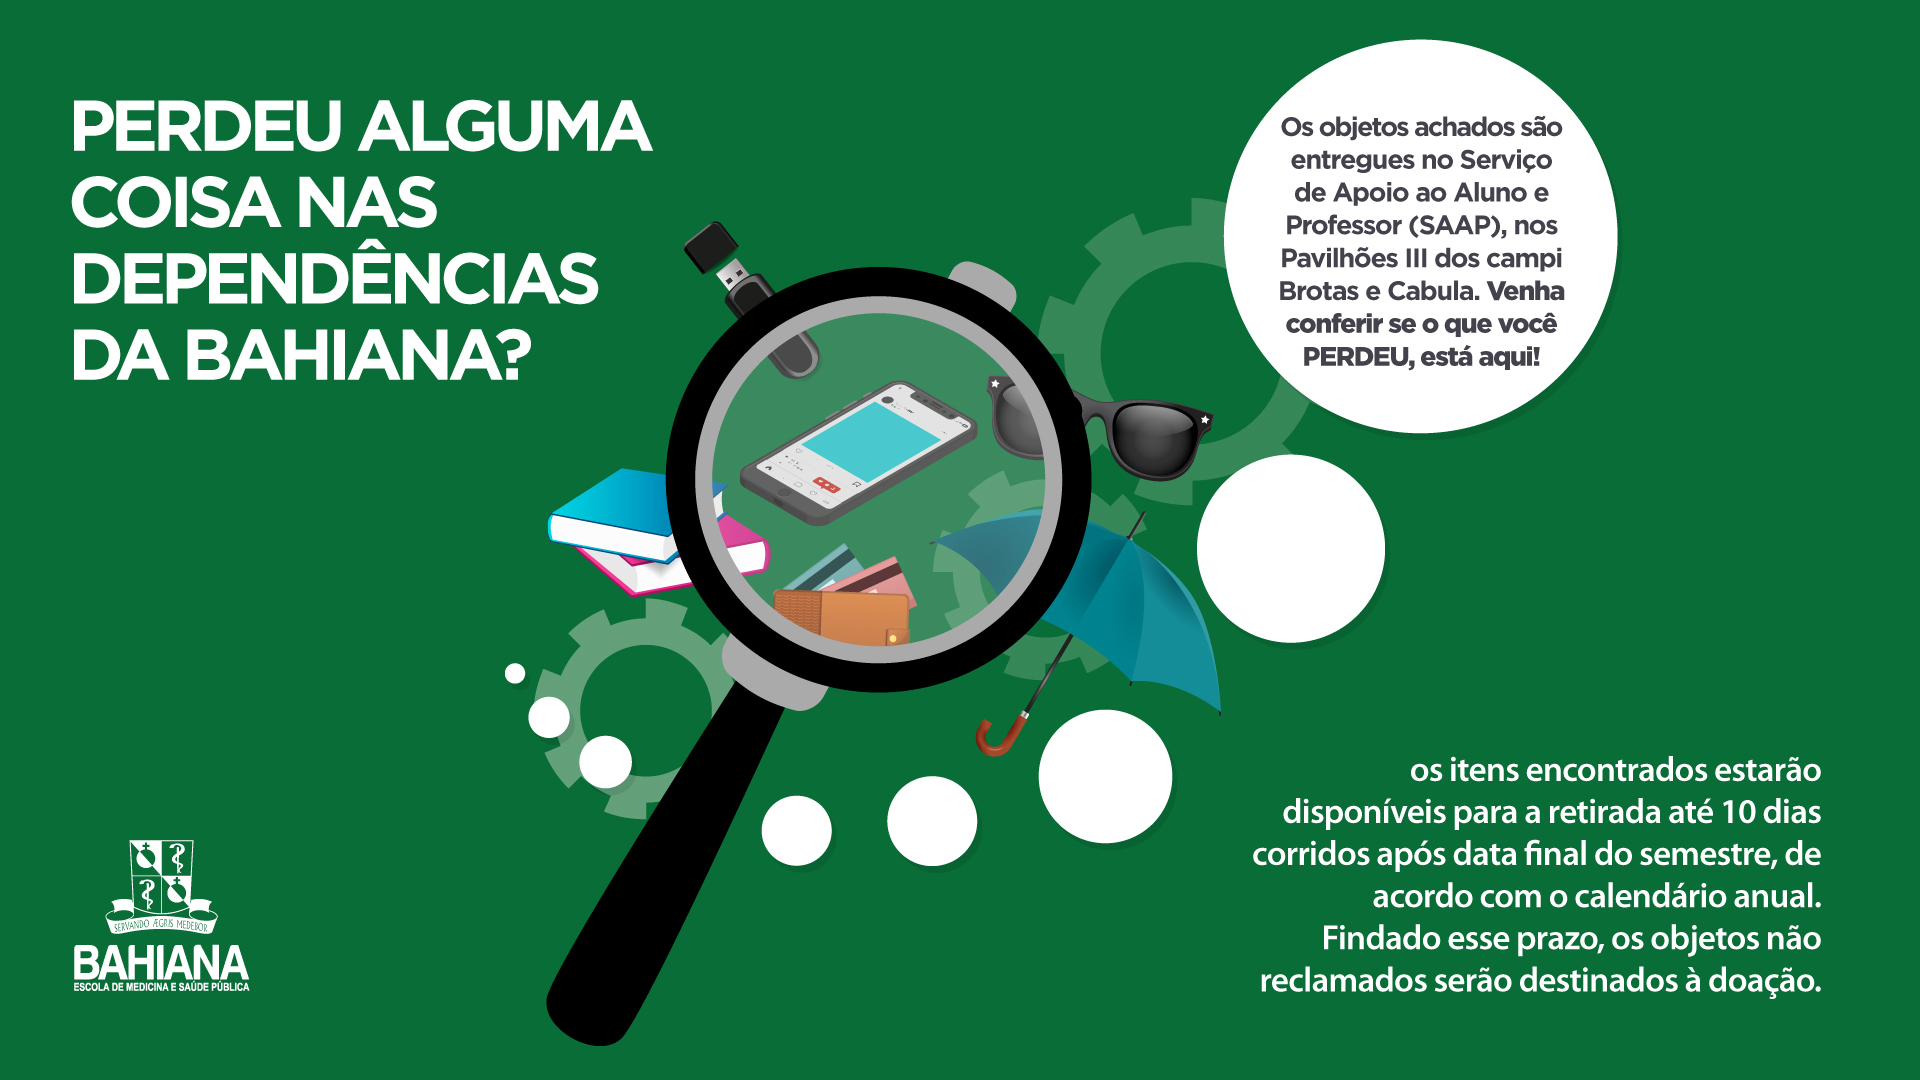 PERDEU ALGUMA
COISA NAS
DEPENDÊNCIAS
DA BAHIANA?
Os objetos achados são
entregues no Serviço
de Apoio ao Aluno e
Professor (SAAP), nos
Pavilhões III dos campi
Brotas e Cabula. Venha
conferir se o que você
PERDEU, está aqui!
os itens encontrados estarão
disponíveis para a retirada até 10 dias
corridos após data final do semestre, de
acordo com o calendário anual.
Findado esse prazo, os objetos não
reclamados serão destinados à doação.
SERVANDO ÆGRIS MEDEBOR
BAHIANA
ESCOLA DE MEDICINA E SAÚDE PÚBLICA